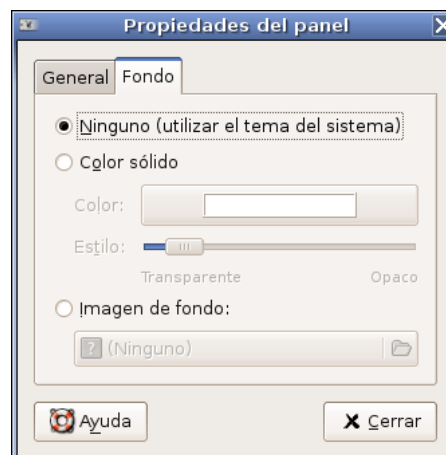 Propiedades del panel
General Fondo
Ninguno (utilizar el tema del sistema)
Color sólido
Color:
Estilo:
Transparente Opaco
Imagen de fondo:
(Ninguno)
Ayuda Cerrar